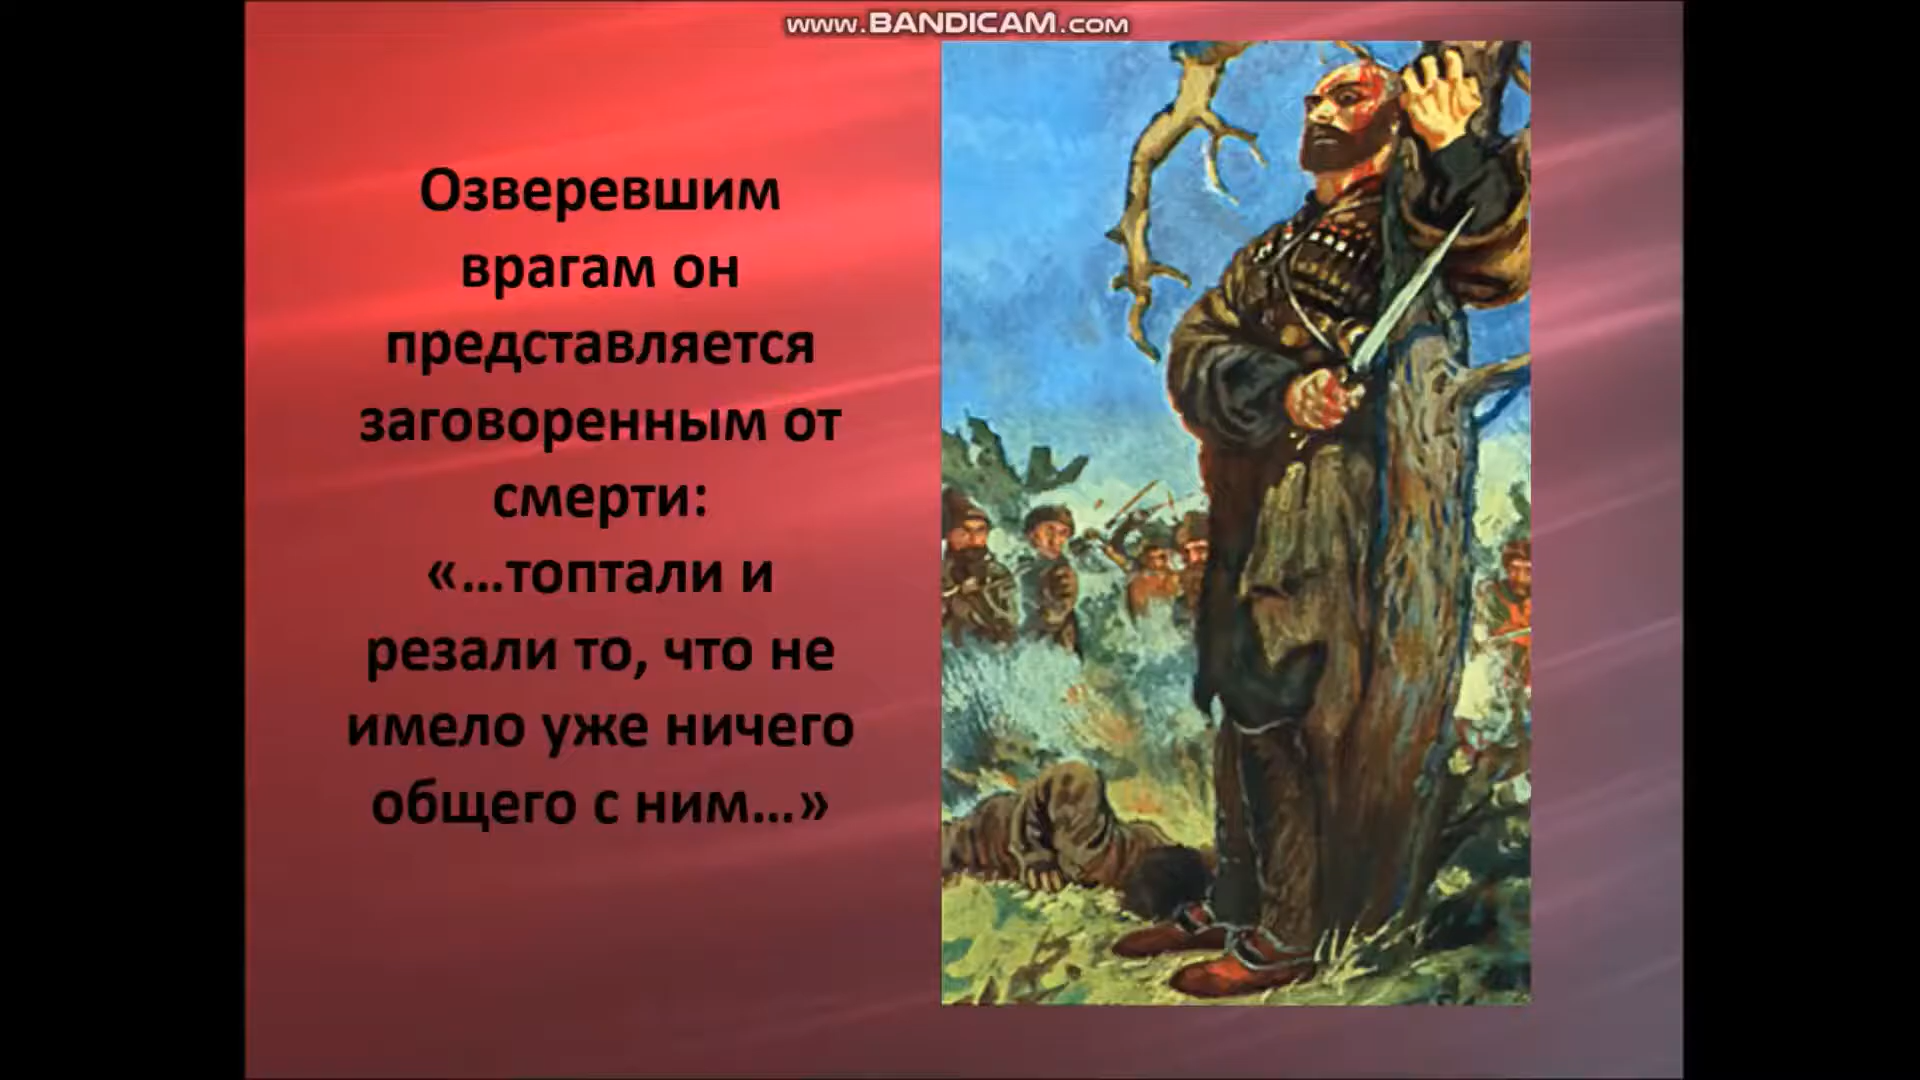 www.BANDICAM.com
Озверевшим
врагам он
представляется
заговоренным от
смерти:
«…топтали и
резали то, что не
имело уже ничего
общего с ним…»